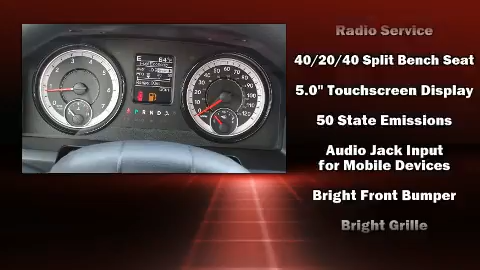 Radio Service
40/20/40 Split Bench Seat
5.0" Touchscreen Display
50 State Emissions
Audio Jack Input
for Mobile Devices
Bright Front Bumper
Bright Grille
E 64°F
P R N D